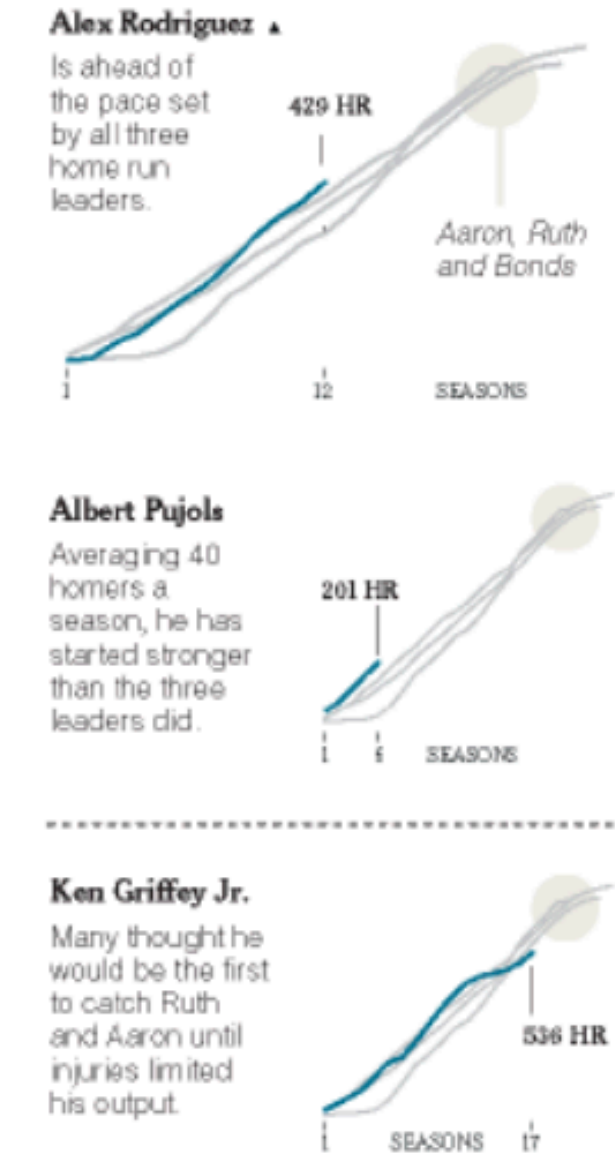 Alex Rodriguez ▲
Is ahead of
the pace set
by all three
home run
leaders.
429 HR
Aaron, Ruth
and Bonds
1
12
SEASONS
Albert Pujols
Averaging 40
homers a
season, he has
started stronger
than the three
leaders did.
201 HR
1
6
SEASONS
Ken Griffey Jr.
Many thought he
would be the first
to catch Ruth
and Aaron until
injuries limited
his output.
536 HR
1
SEASONS
17